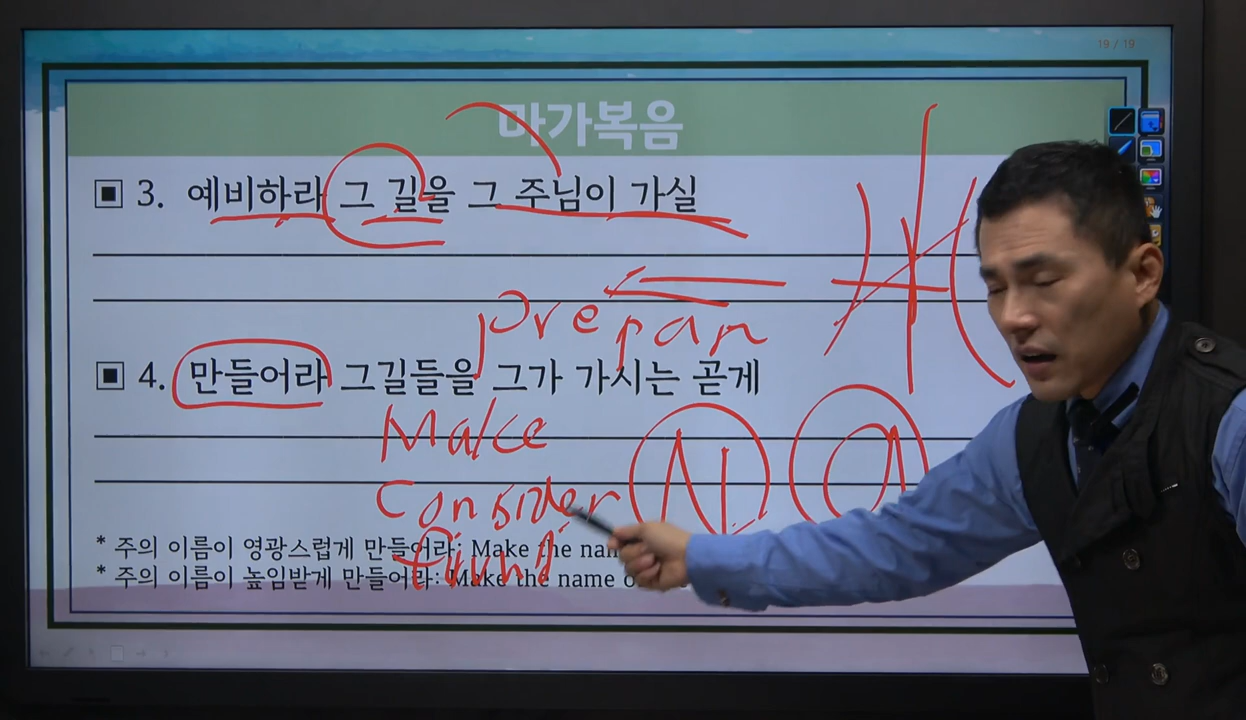 19 / 19
마가복음
3. 예비하라 그 길을 그 주님이 가실
prepar
4. 만들어라 그길들을 그가 가시는 곧게
Make
N a
Consider
* 주의 이름이 영광스럽게 만들어라: Make the nam
found
* 주의 이름이 높임받게 만들어라: Make the name o